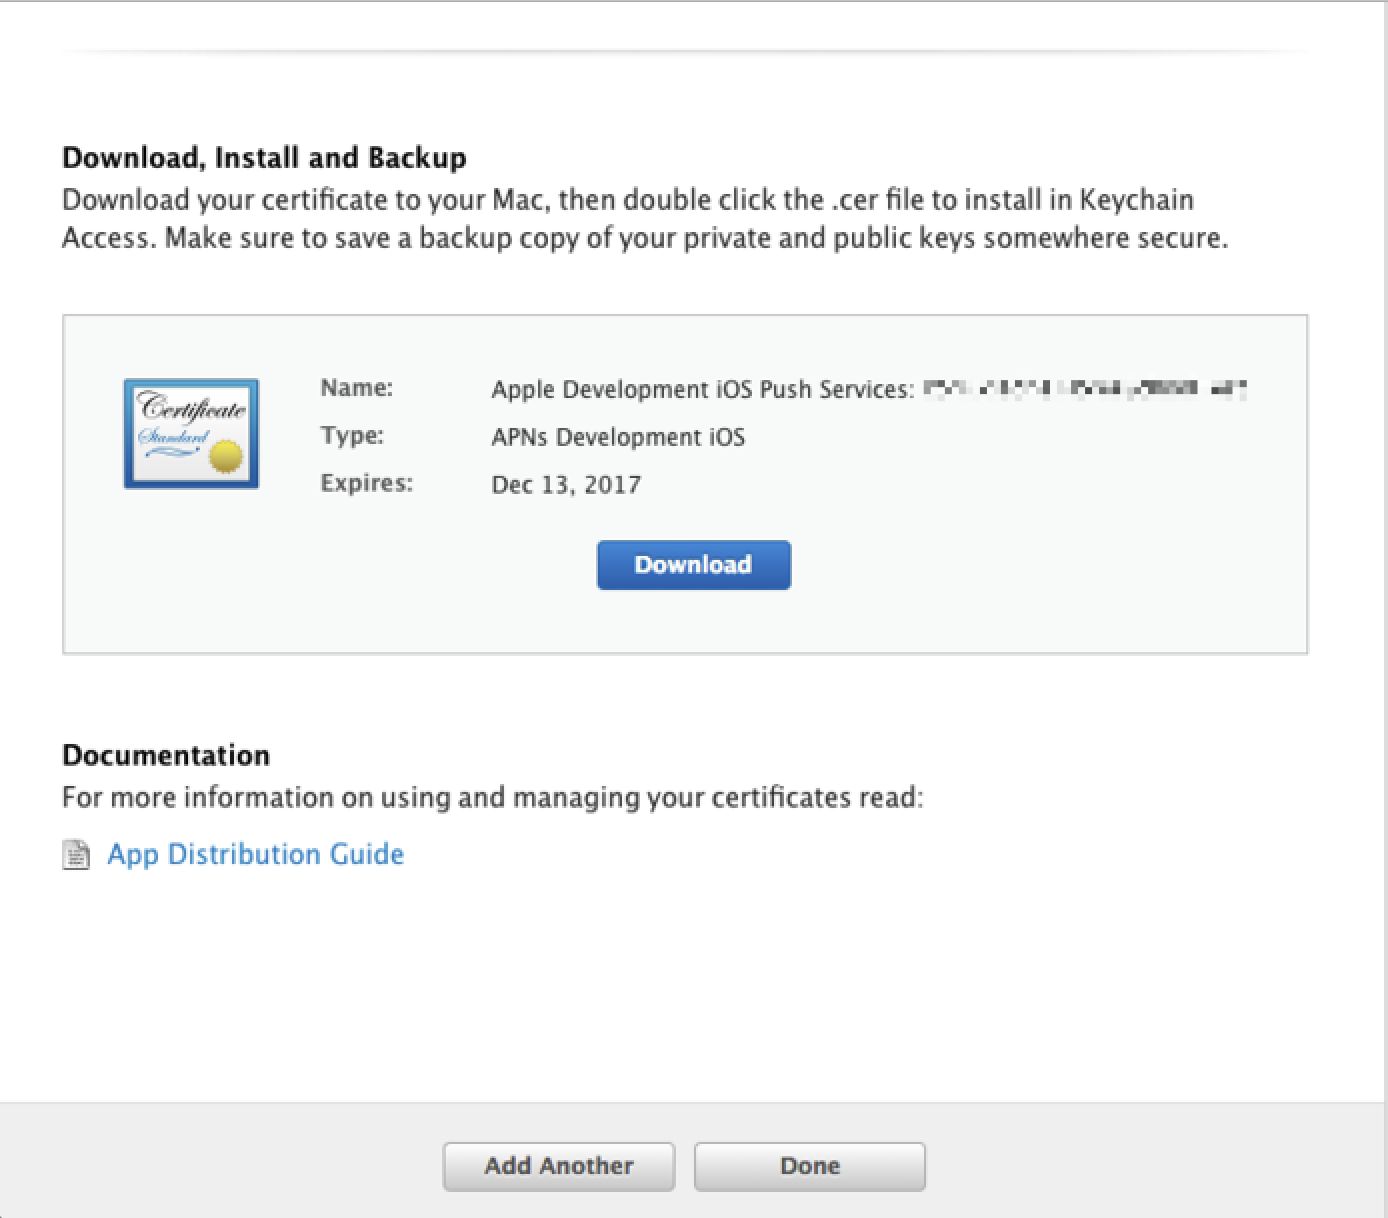 Download, Install and Backup
Download your certificate to your Mac, then double click the .cer file to install in Keychain
Access. Make sure to save a backup copy of your private and public keys somewhere secure.
Certificate
Standard
Name: Apple Development iOS Push Services:
Type: APNs Development iOS
Expires: Dec 13, 2017
Download
Documentation
For more information on using and managing your certificates read:
App Distribution Guide
Add Another Done